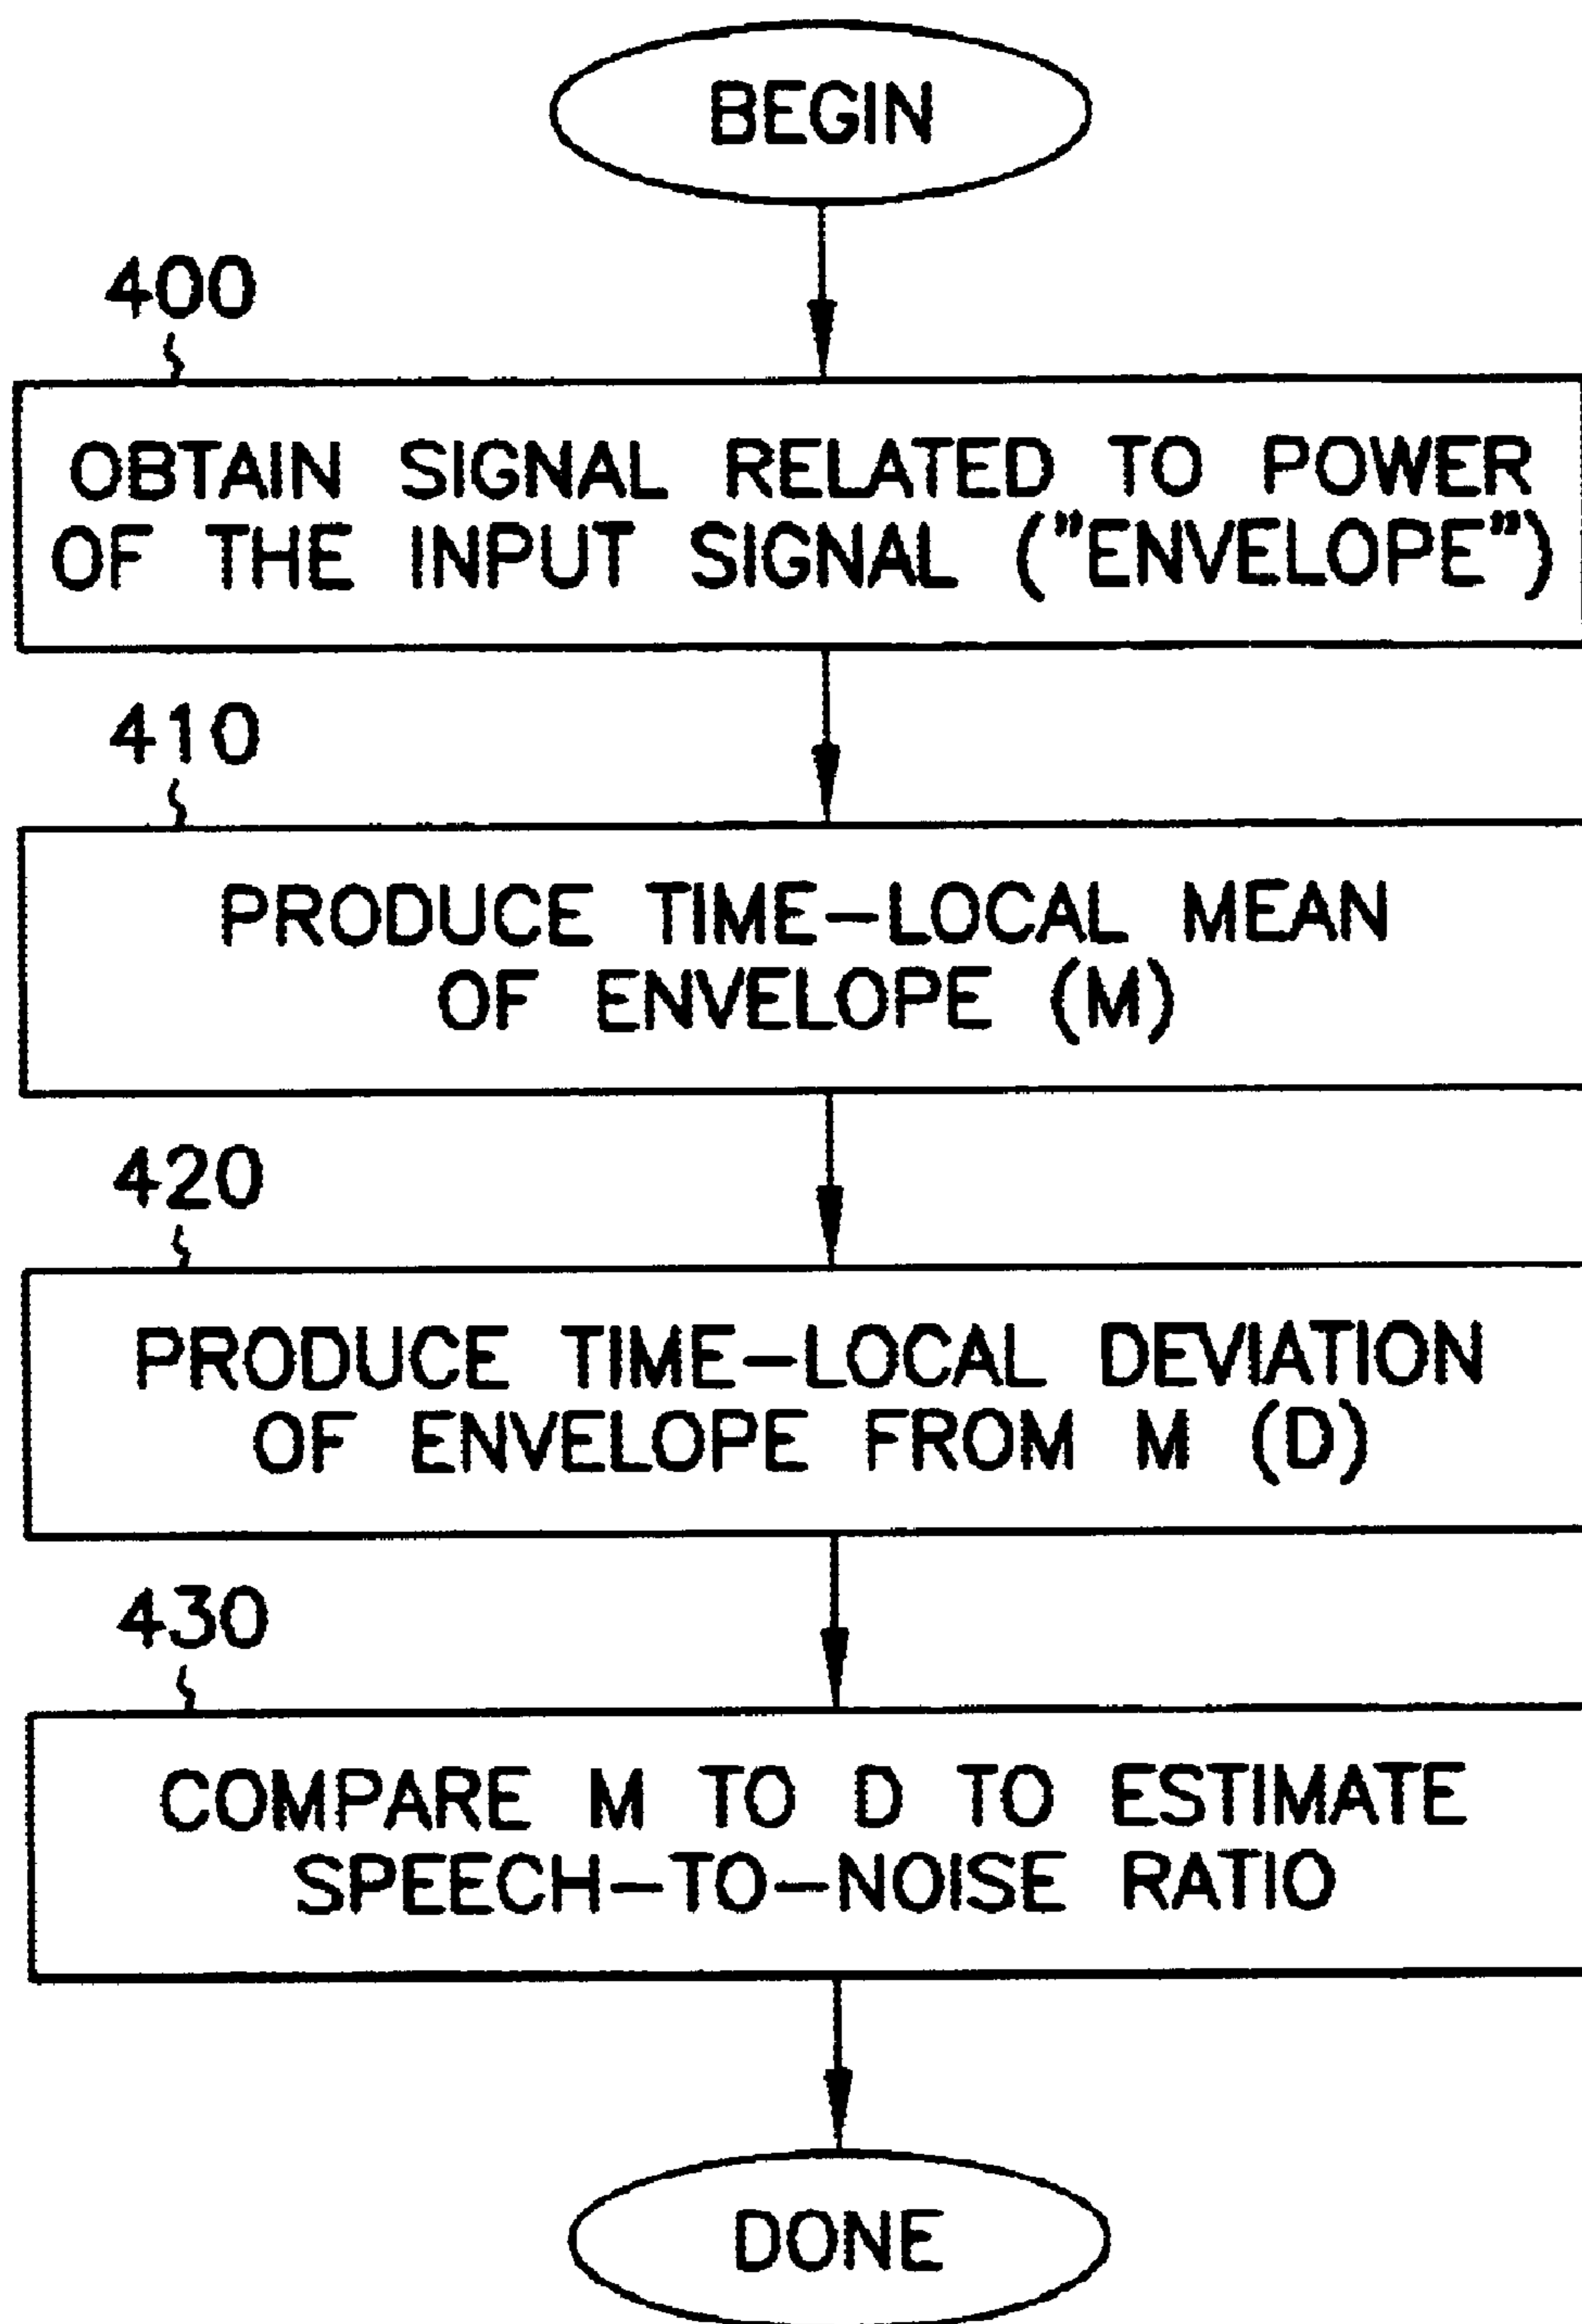 BEGIN
400
OBTAIN SIGNAL RELATED TO POWER
OF THE INPUT SIGNAL ("ENVELOPE")
410
PRODUCE TIME-LOCAL MEAN
OF ENVELOPE (M)
420
PRODUCE TIME-LOCAL DEVIATION
OF ENVELOPE FROM M (D)
430
COMPARE M TO D TO ESTIMATE
SPEECH-TO-NOISE RATIO
DONE